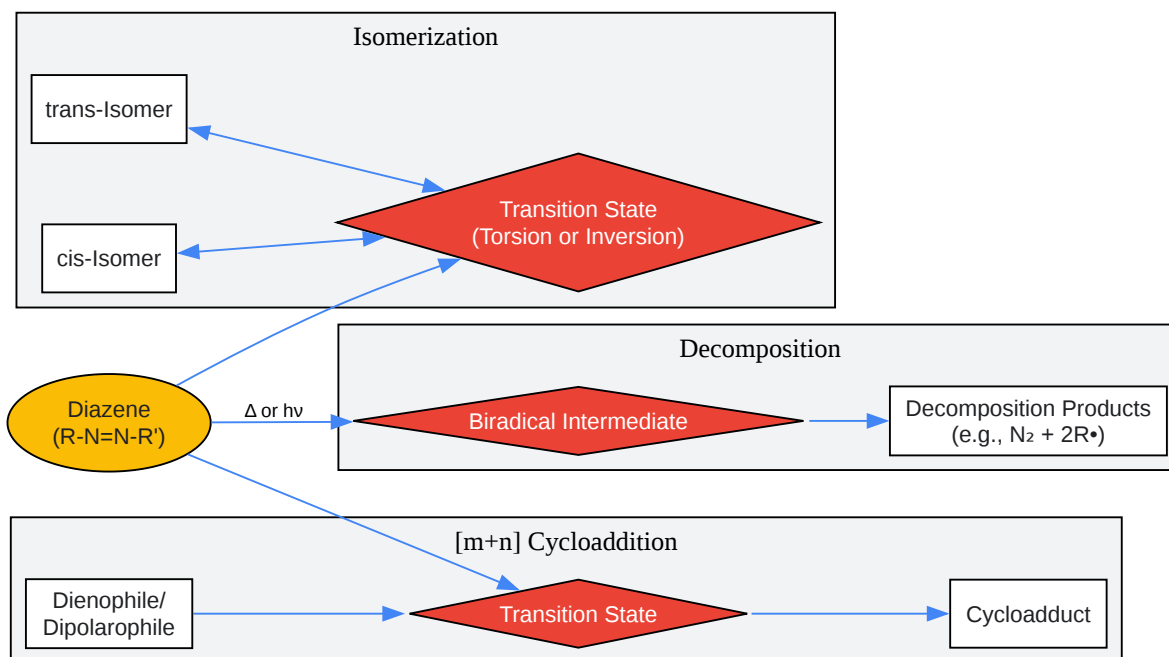 Isomerization
trans-Isomer
Transition State
(Torsion or Inversion)
cis-Isomer
Decomposition
Diazene
(R-N=N-R')
Δ or hν
Biradical Intermediate
Decomposition Products
(e.g., N₂ + 2R•)
[m+n] Cycloaddition
Dienophile/
Dipolarophile
Transition State
Cycloadduct